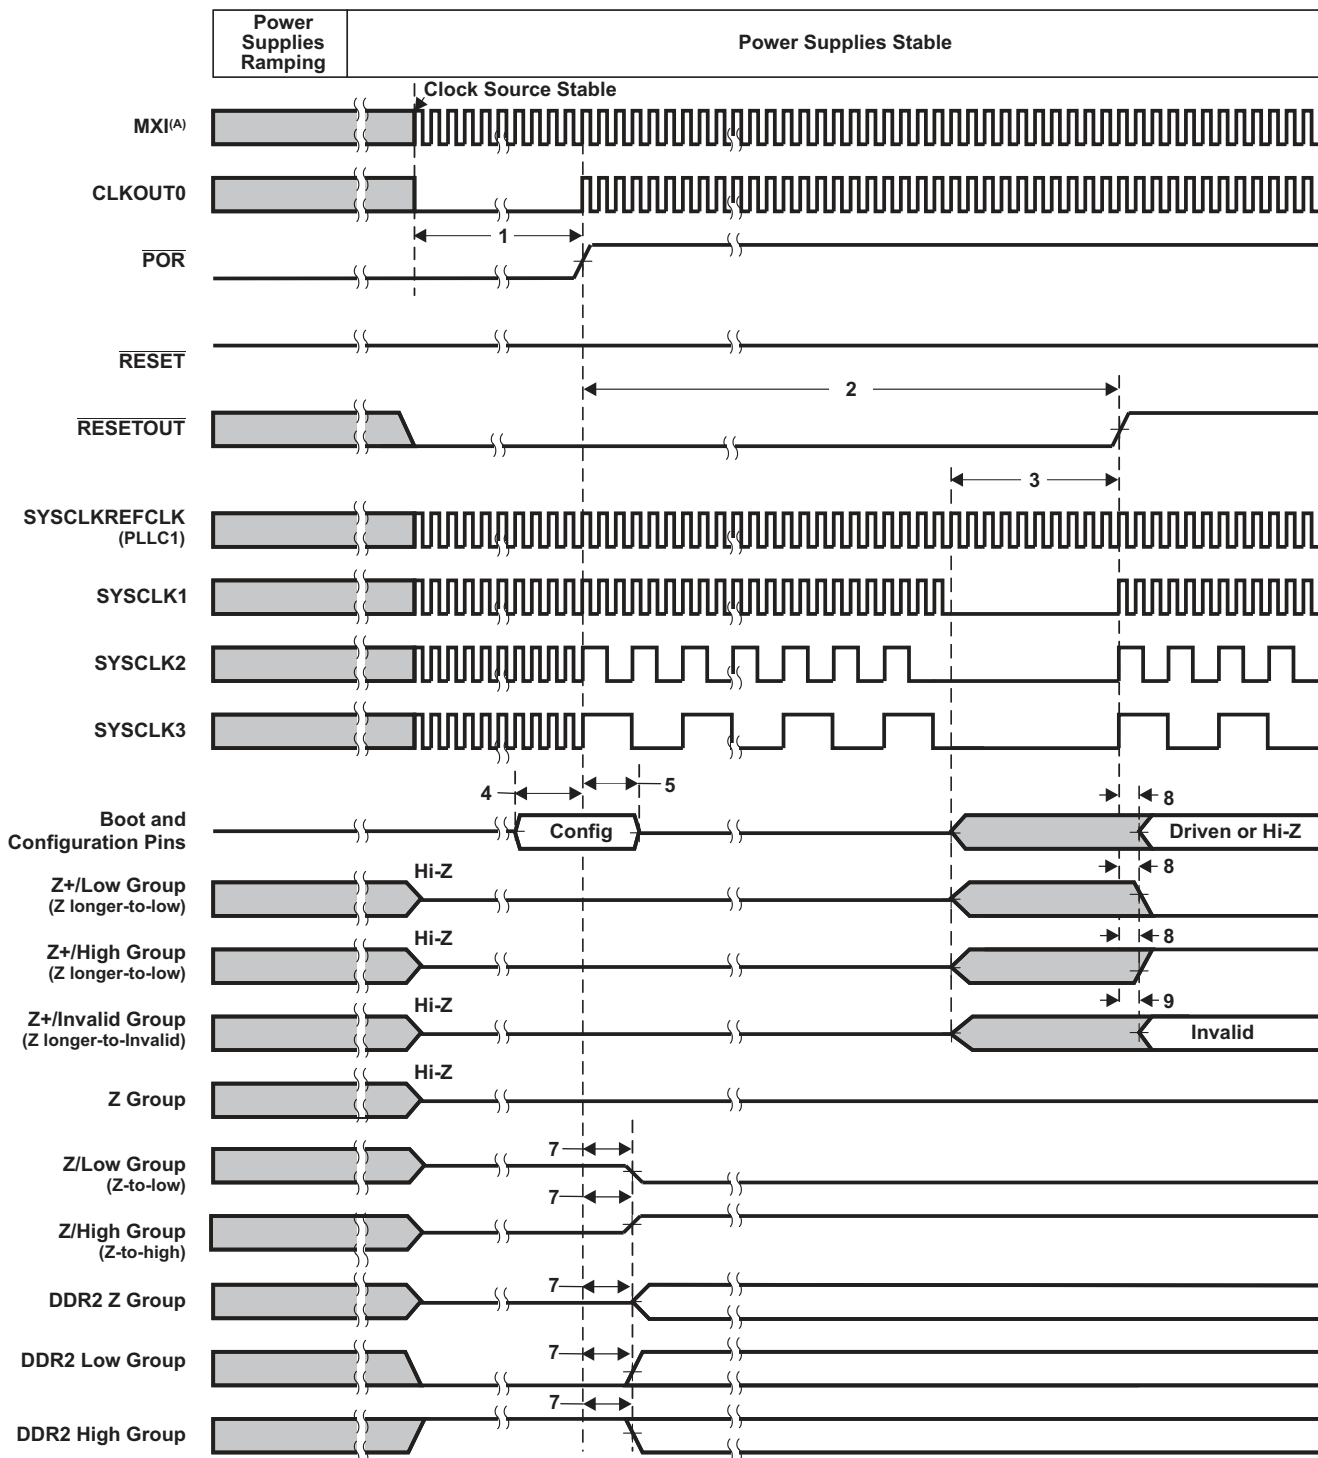 Power
Supplies
Ramping
Power Supplies Stable
Clock Source Stable
MXI(A)
CLKOUT0
1
POR
RESET
2
RESETOUT
3
SYSCLKREFCLK
(PLLC1)
SYSCLK1
SYSCLK2
SYSCLK3
4
5
8
Boot and
Configuration Pins
Config
Driven or Hi-Z
Z+/Low Group
(Z longer-to-low)
Hi-Z
8
Z+/High Group
(Z longer-to-low)
Hi-Z
8
Z+/Invalid Group
(Z longer-to-Invalid)
Hi-Z
9
Invalid
Z Group
Hi-Z
7
Z/Low Group
(Z-to-low)
7
Z/High Group
(Z-to-high)
7
DDR2 Z Group
7
DDR2 Low Group
7
DDR2 High Group